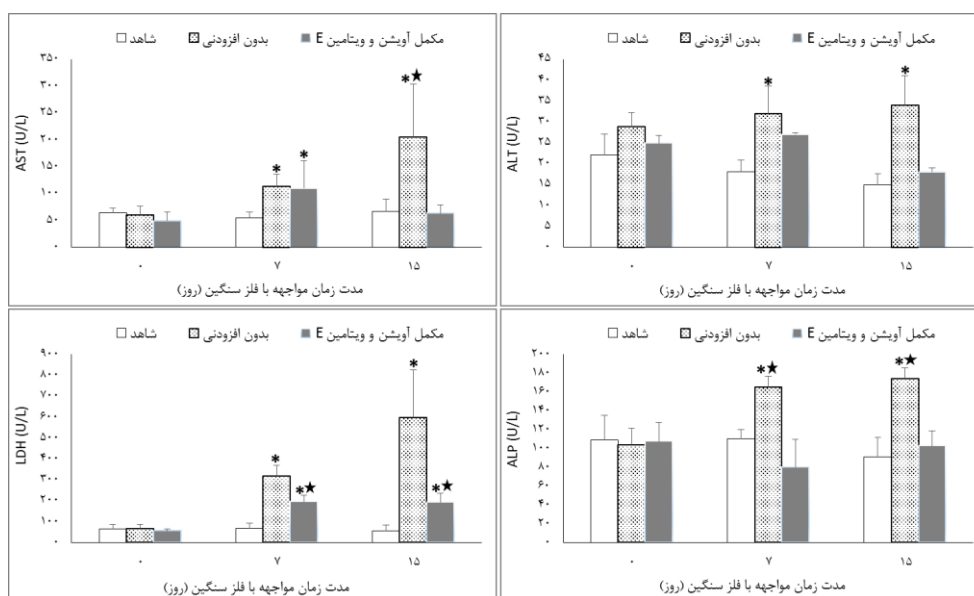 شاهد بدون افزودنی مکمل آویشن و ویتامین E
AST (U/L)
۳۵۰
۳۰۰
۲۵۰
۲۰۰
۱۵۰
۱۰۰
۵۰
۰
* * *★
۰ ۷ ۱۵
مدت زمان مواجهه با فلز سنگین (روز)
شاهد بدون افزودنی مکمل آویشن و ویتامین E
ALT (U/L)
۴۵
۴۰
۳۵
۳۰
۲۵
۲۰
۱۵
۱۰
۵
۰
* *
۰ ۷ ۱۵
مدت زمان مواجهه با فلز سنگین (روز)
شاهد بدون افزودنی مکمل آویشن و ویتامین E
LDH (U/L)
۹۰۰
۸۰۰
۷۰۰
۶۰۰
۵۰۰
۴۰۰
۳۰۰
۲۰۰
۱۰۰
۰
* *★ * *★
۰ ۷ ۱۵
مدت زمان مواجهه با فلز سنگین (روز)
شاهد بدون افزودنی مکمل آویشن و ویتامین E
ALP (U/L)
۲۰۰
۱۸۰
۱۶۰
۱۴۰
۱۲۰
۱۰۰
۸۰
۶۰
۴۰
۲۰
۰
*★ *★
۰ ۷ ۱۵
مدت زمان مواجهه با فلز سنگین (روز)